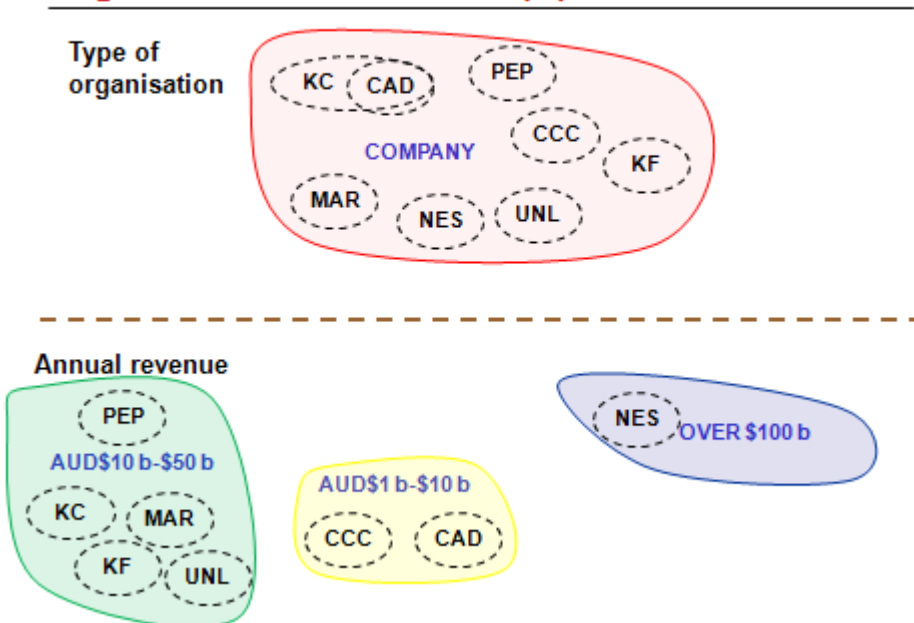 Type of
organisation
KC
CAD
PEP
CCC
COMPANY
KF
MAR
NES
UNL
Annual revenue
PEP
AUD$10 b-$50 b
KC
MAR
KF
UNL
AUD$1 b-$10 b
CCC
CAD
NES
OVER $100 b